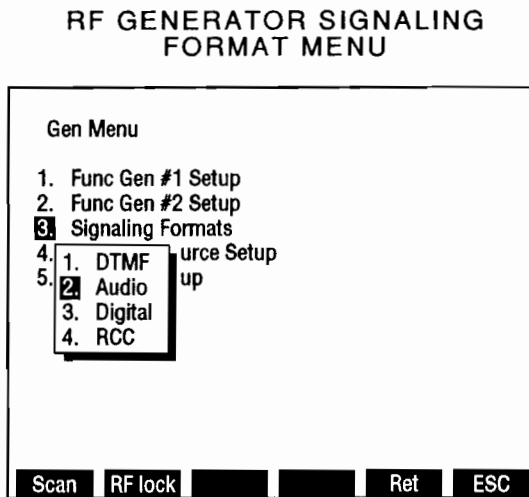 RF GENERATOR SIGNALING
FORMAT MENU
Gen Menu
1. Func Gen #1 Setup
2. Func Gen #2 Setup
3. Signaling Formats
4. urce Setup
5. up
1. DTMF
2. Audio
3. Digital
4. RCC
Scan RF lock Ret ESC